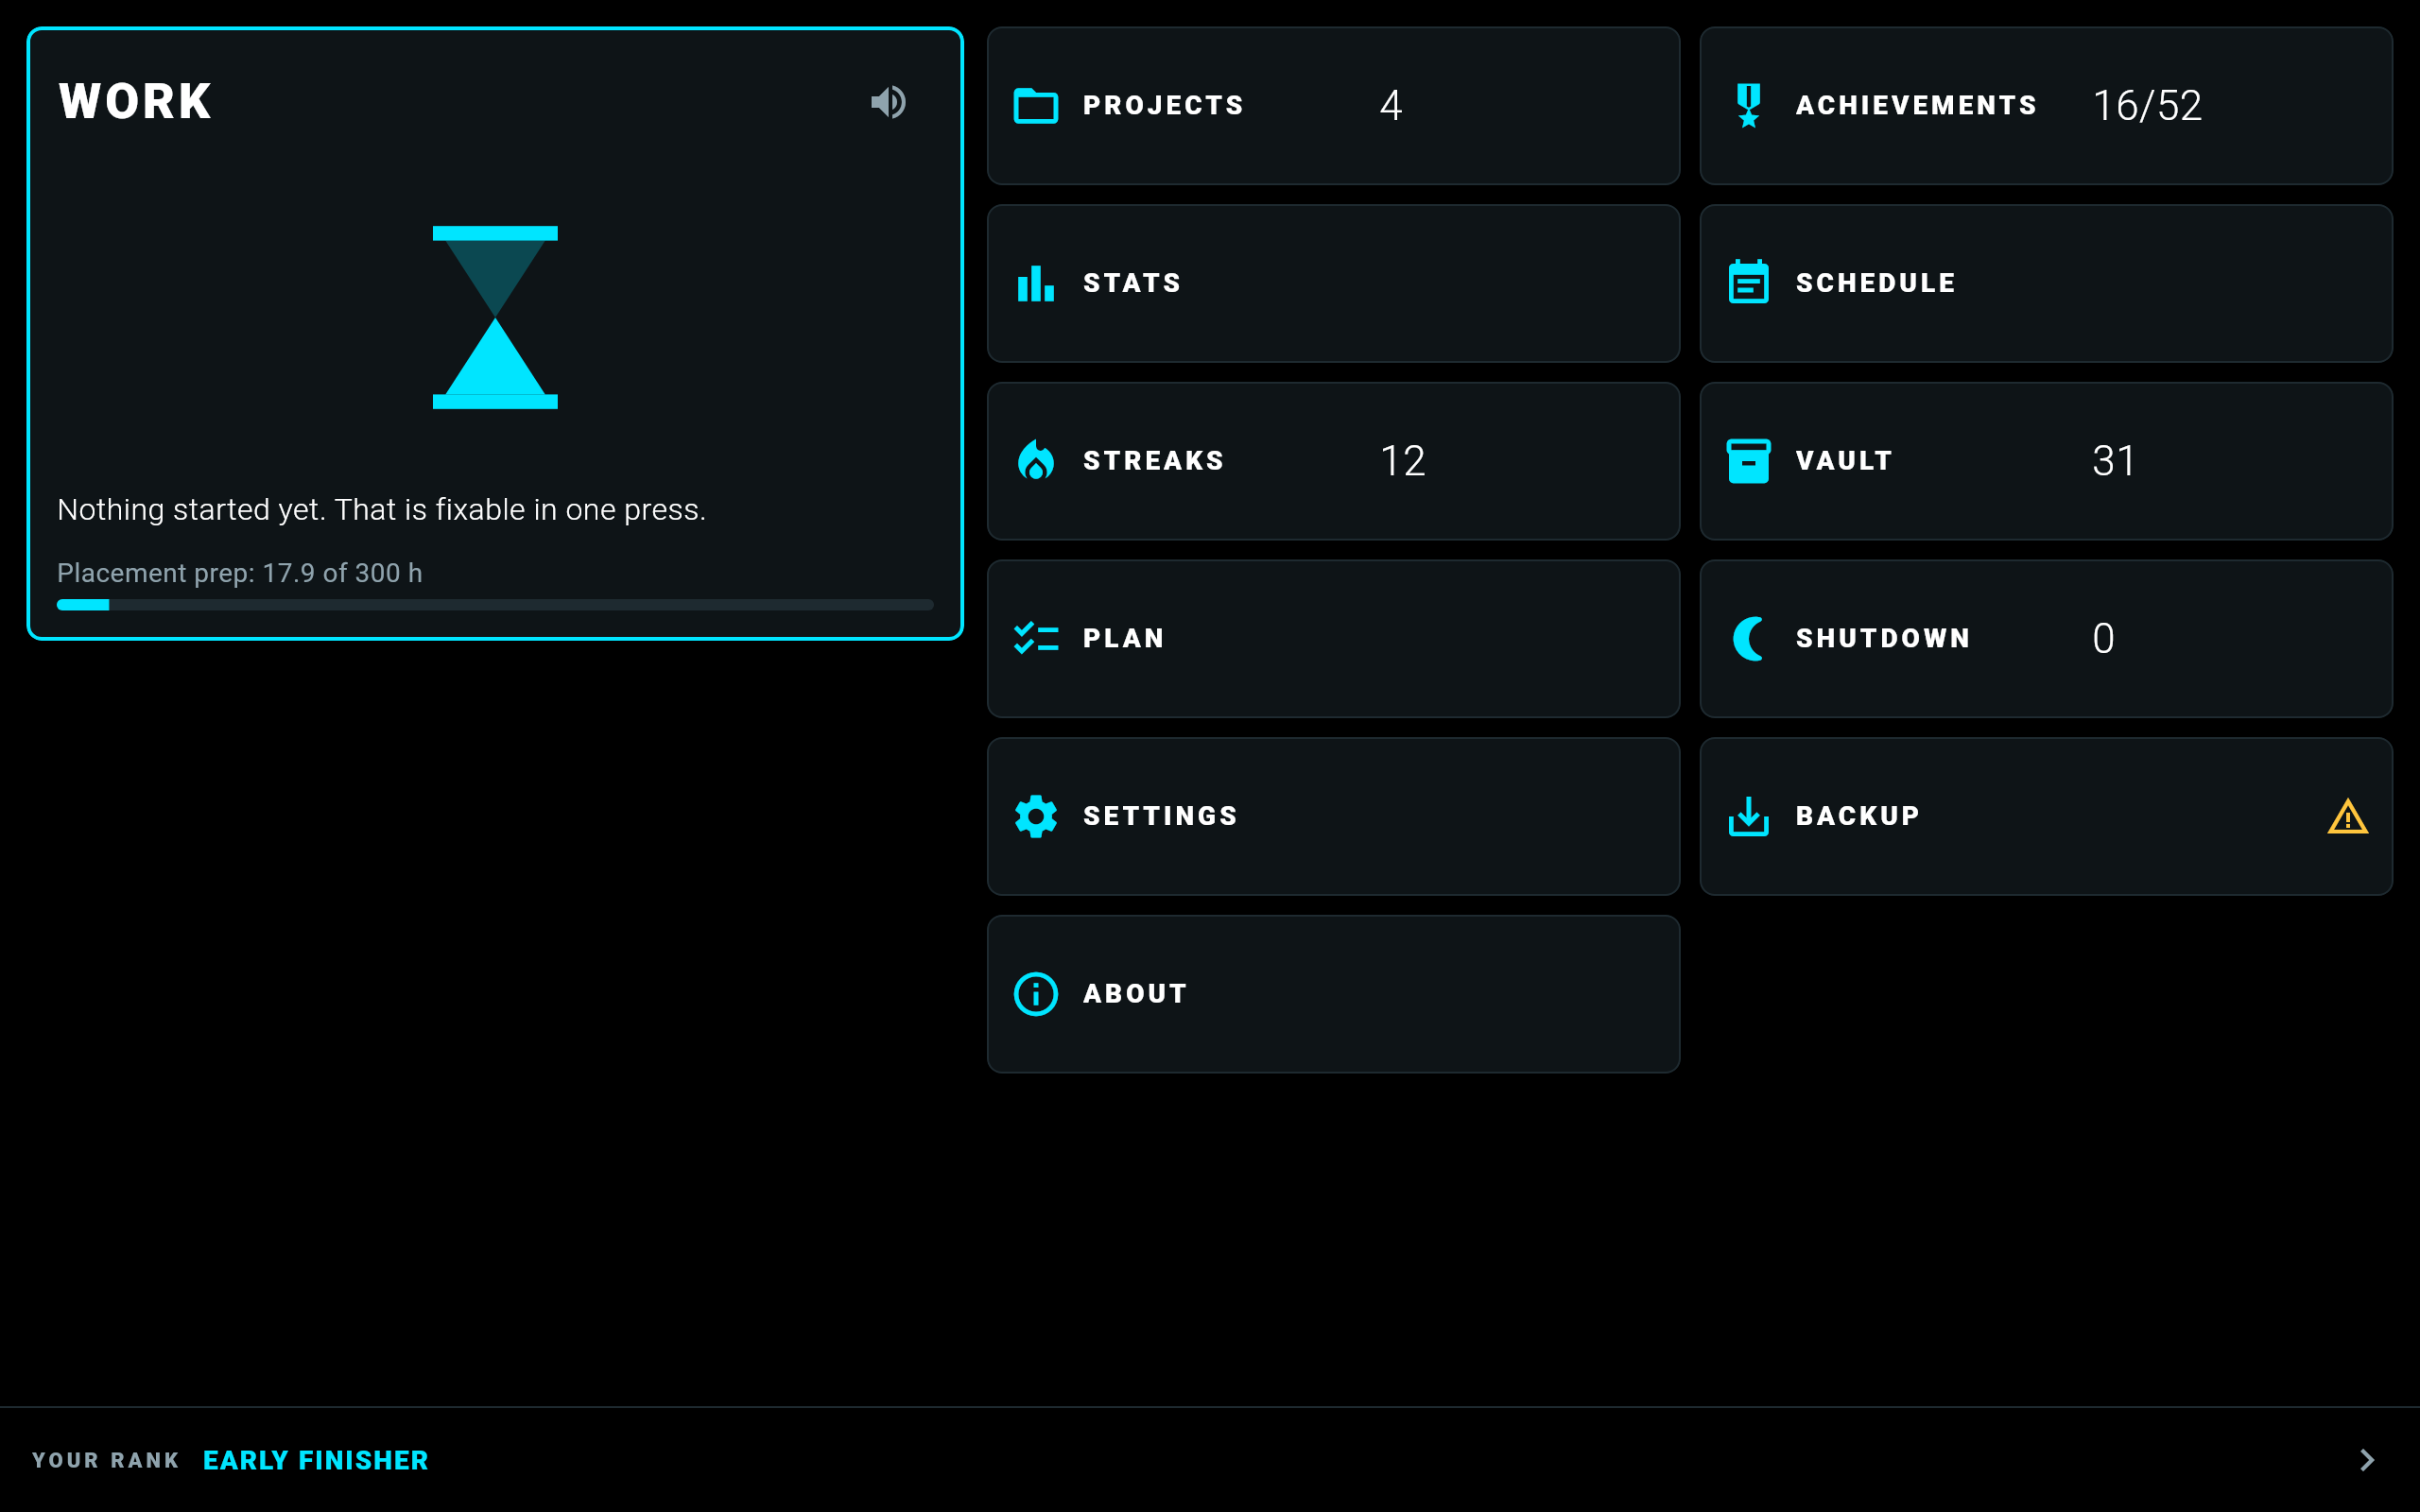 WORK
Nothing started yet. That is fixable in one press.
Placement prep: 17.9 of 300 h
PROJECTS 4
ACHIEVEMENTS 16/52
STATS
SCHEDULE
STREAKS 12
VAULT 31
PLAN
SHUTDOWN 0
SETTINGS
BACKUP
ABOUT
YOUR RANK EARLY FINISHER